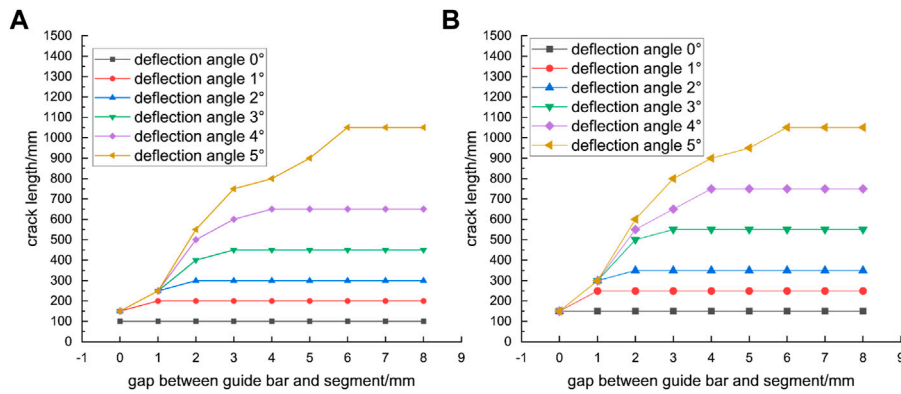 A
1500
1400
1300
1200
1100
1000
900
800
700
600
500
400
300
200
100
0
crack length/mm
deflection angle 0°
deflection angle 1°
deflection angle 2°
deflection angle 3°
deflection angle 4°
deflection angle 5°
-1 0 1 2 3 4 5 6 7 8 9
gap between guide bar and segment/mm
B
1500
1400
1300
1200
1100
1000
900
800
700
600
500
400
300
200
100
0
crack length/mm
deflection angle 0°
deflection angle 1°
deflection angle 2°
deflection angle 3°
deflection angle 4°
deflection angle 5°
-1 0 1 2 3 4 5 6 7 8 9
gap between guide bar and segment/mm